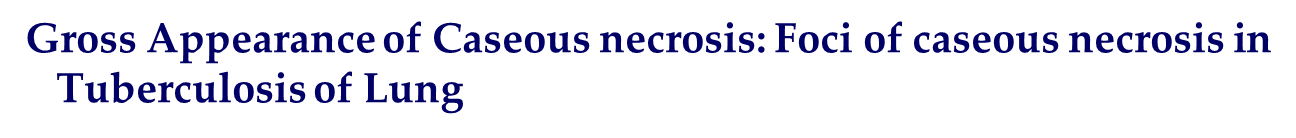 Gross Appearance of Caseous necrosis: Foci of caseous necrosis in
Tuberculosis of Lung